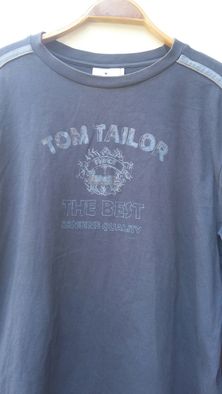 TOM TAILOR
THE BEST
GENUINE QUALITY